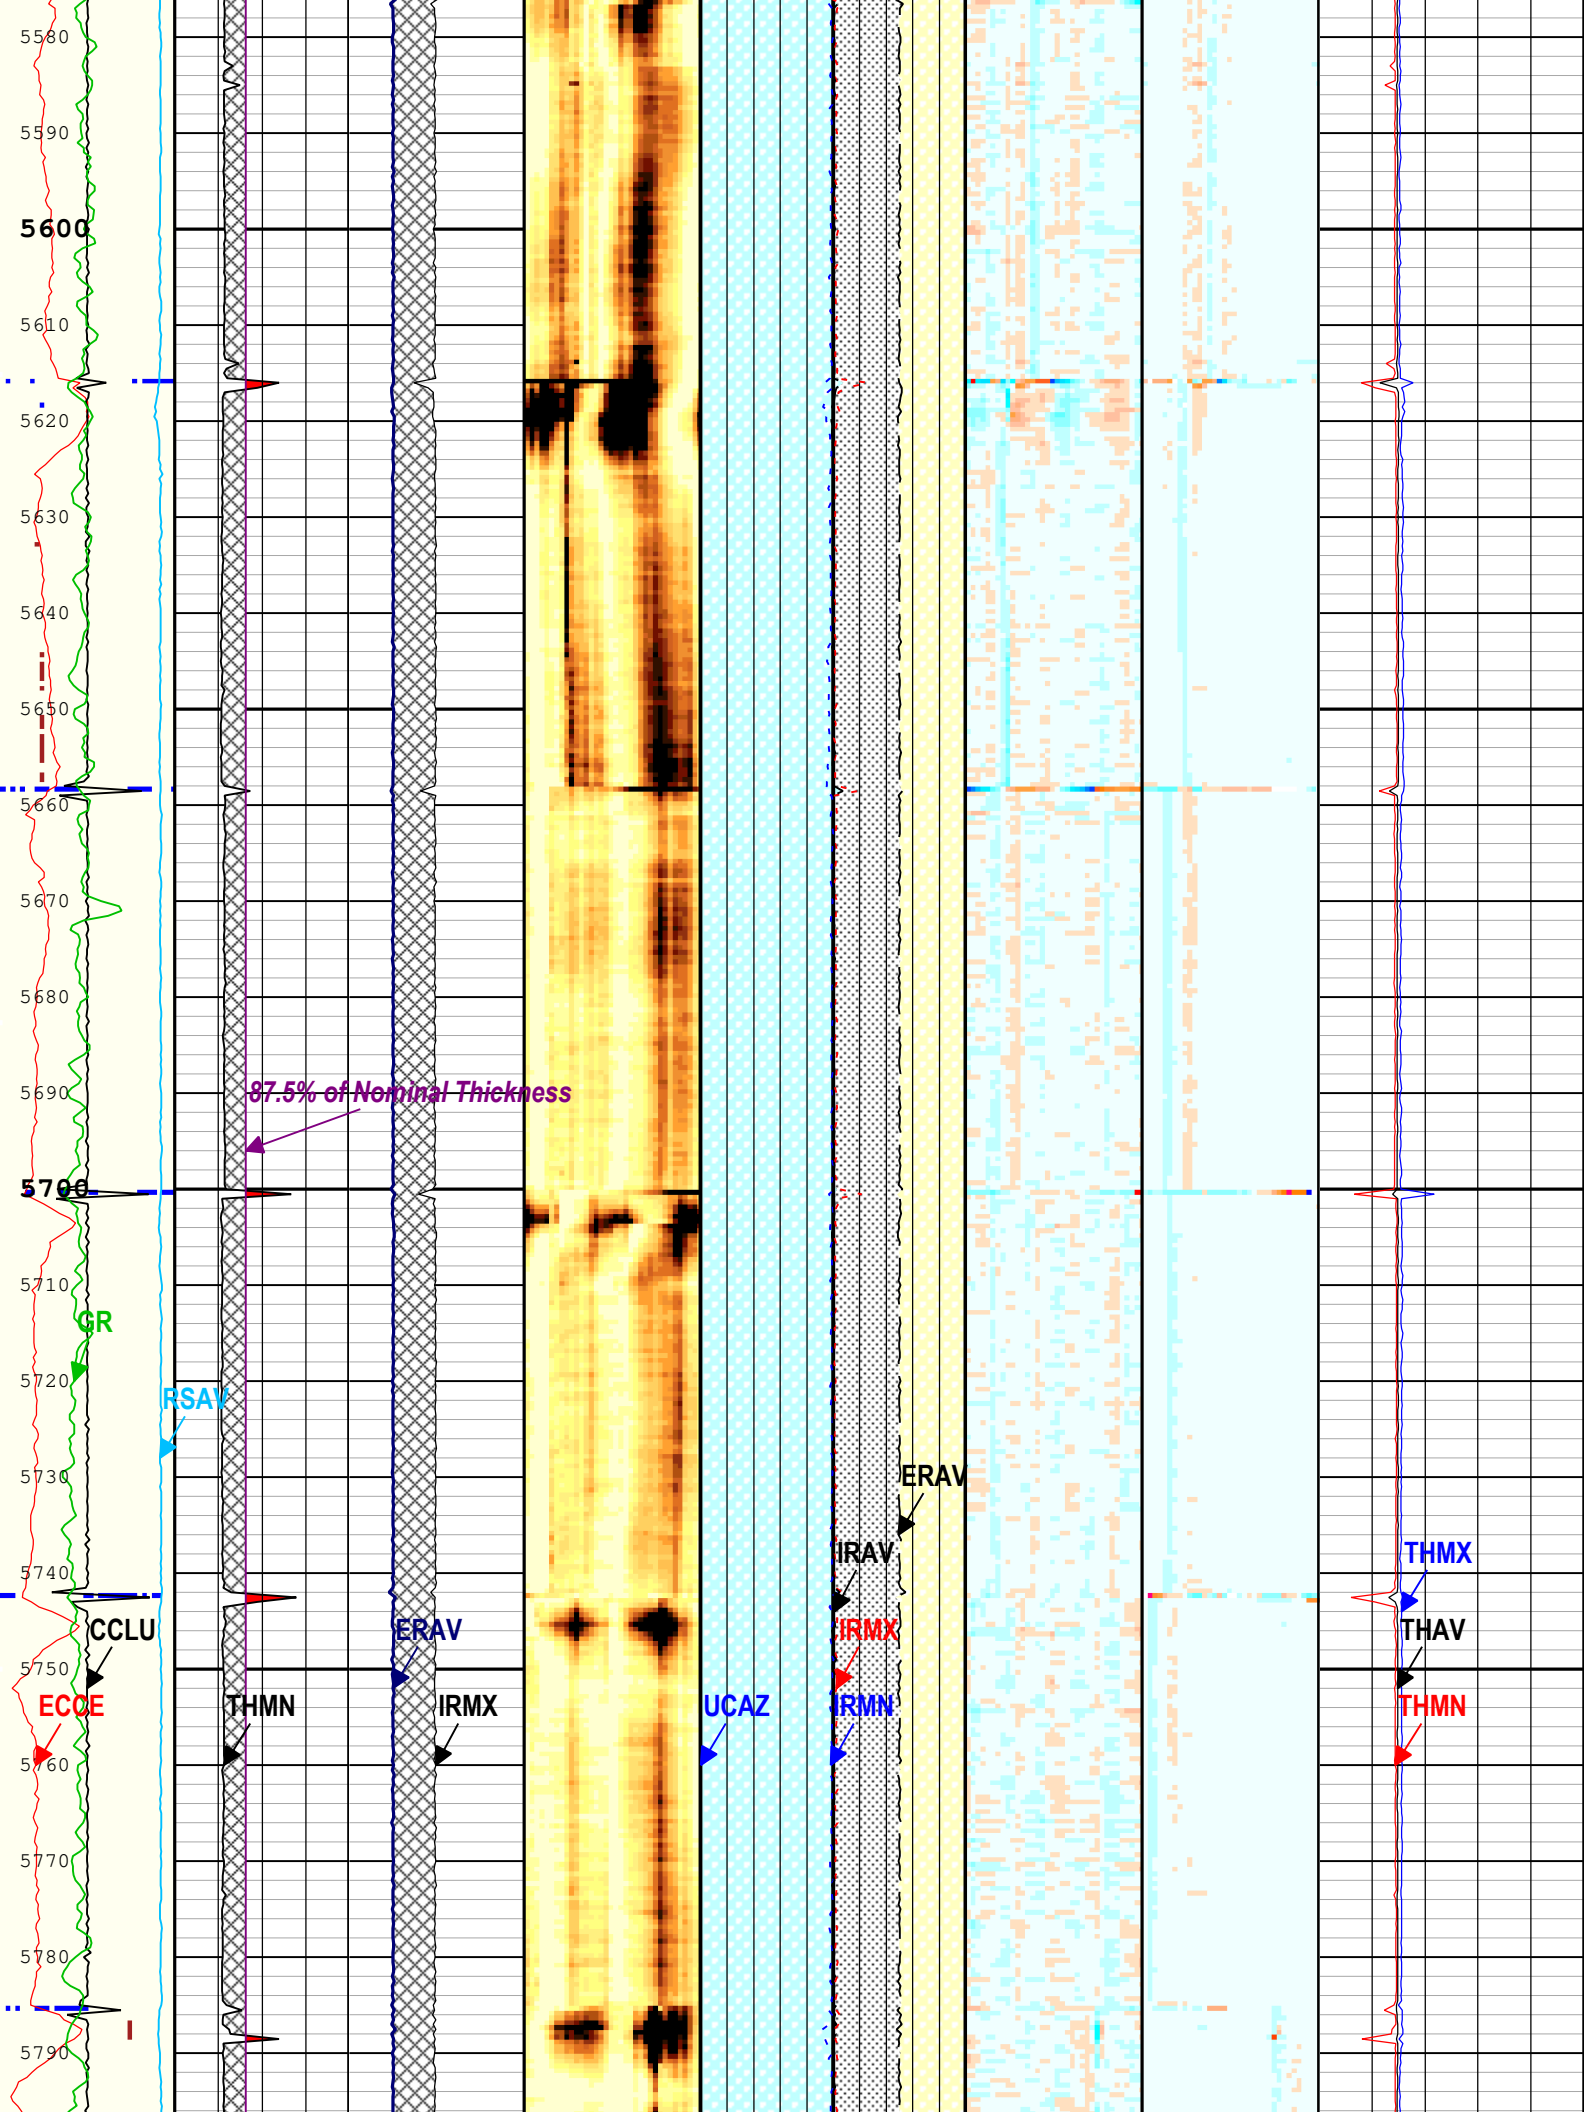 5580
5590
5600
5610
5620
5630
5640
5650
5660
5670
5680
5690
87.5% of Nominal Thickness
5700
5710
GR
5720
RSAV
5730
ERAV
5740
IRAV
THMX
CCLU
ERAV
IRMX
THAV
5750
ECCE
THMN
IRMX
UCAZ
IRMN
THMN
5760
5770
5780
5790